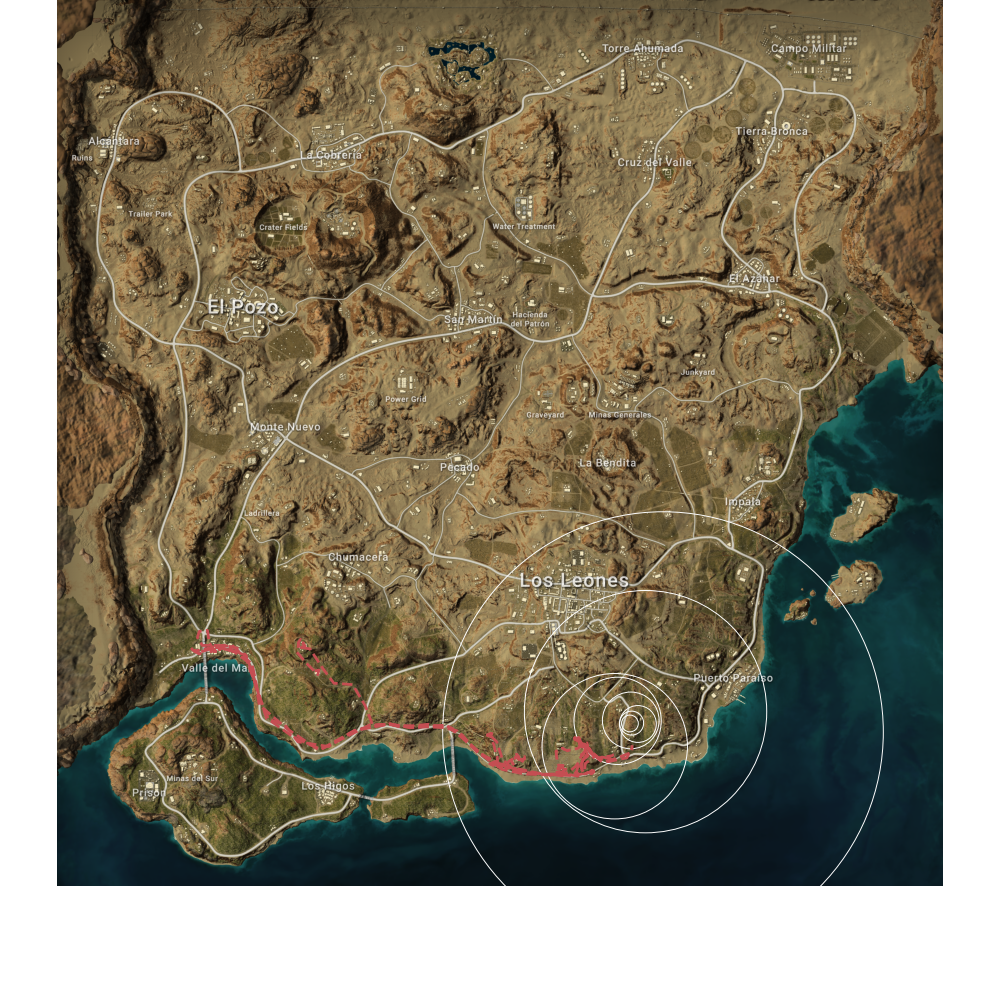 Torre Ahumada
Campo Militar
Alcantara
Ruins
La Cobreria
Tierra Bronca
Cruz del Valle
Trailer Park
Crater Fields
Water Treatment
El Azahar
El Pozo
San Martin
Hacienda
del Patrón
Junkyard
Power Grid
Graveyard
Minas Generales
Monte Nuevo
Pecado
La Bendita
Impala
Ladrillera
Chumacera
Los Leones
Valle del Mar
Puerto Paraiso
Minas del Sur
Prison
Los Higos